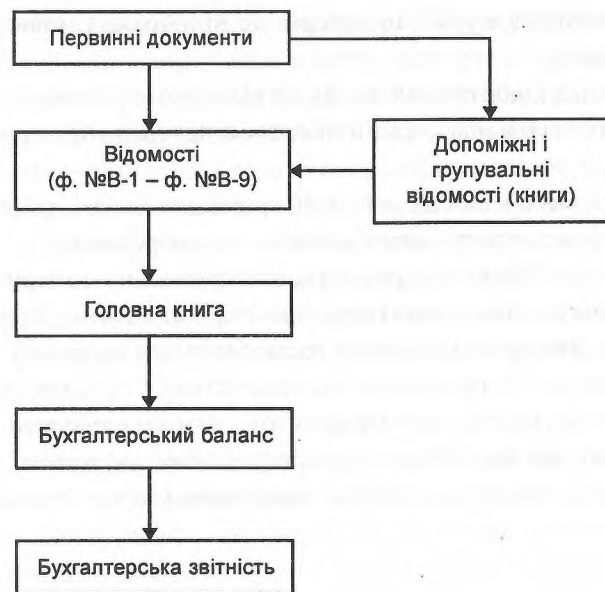 Первинні документи
Відомості
(ф. №В-1 – ф. №В-9)
Допоміжні і
групувальні
відомості (книги)
Головна книга
Бухгалтерський баланс
Бухгалтерська звітність